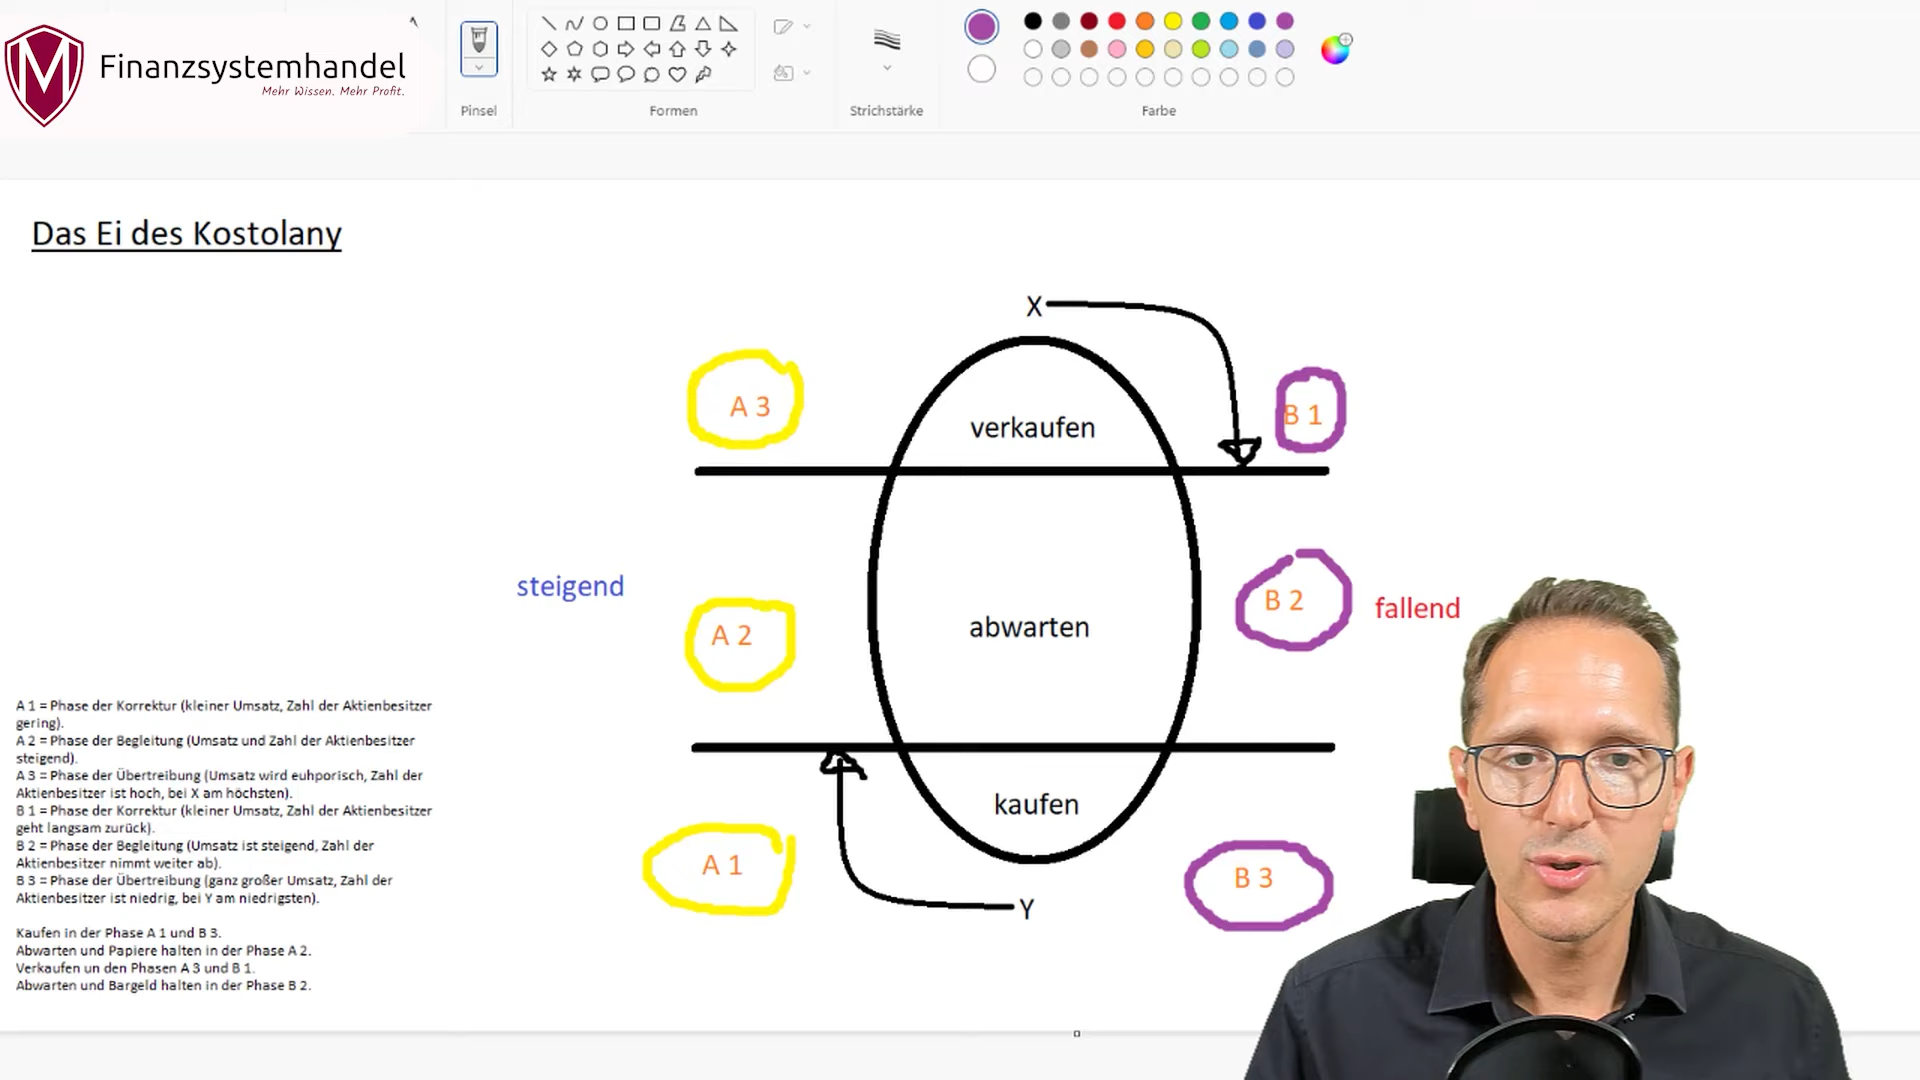 Finanzsystemhandel
Mehr Wissen. Mehr Profit.
Pinsel
Formen
Strichstärke
Farbe
Das Ei des Kostolany
X
A 3
verkaufen
B 1
steigend
A 2
abwarten
B 2
fallend
A 1
kaufen
B 3
Y
A 1 = Phase der Korrektur (kleiner Umsatz, Zahl der Aktienbesitzer
gering).
A 2 = Phase der Begleitung (Umsatz und Zahl der Aktienbesitzer
steigend).
A 3 = Phase der Übertreibung (Umsatz wird euhporisch, Zahl der
Aktienbesitzer ist hoch, bei X am höchsten).
B 1 = Phase der Korrektur (kleiner Umsatz, Zahl der Aktienbesitzer
geht langsam zurück).
B 2 = Phase der Begleitung (Umsatz ist steigend, Zahl der
Aktienbesitzer nimmt weiter ab).
B 3 = Phase der Übertreibung (ganz großer Umsatz, Zahl der
Aktienbesitzer ist niedrig, bei Y am niedrigsten).
Kaufen in der Phase A 1 und B 3.
Abwarten und Papiere halten in der Phase A 2.
Verkaufen un den Phasen A 3 und B 1.
Abwarten und Bargeld halten in der Phase B 2.